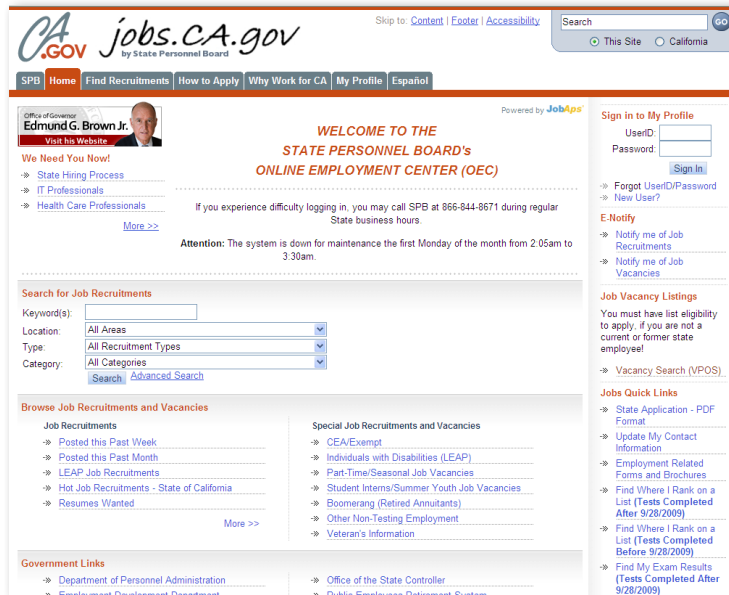 Skip to: Content | Footer | Accessibility
Search
GO
This Site
California
CA
.GOV
jobs.CA.gov
by State Personnel Board
SPB
Home
Find Recruitments
How to Apply
Why Work for CA
My Profile
Español
Office of Governor
Edmund G. Brown Jr.
Visit his Website
We Need You Now!
State Hiring Process
IT Professionals
Health Care Professionals
More >>
Powered by JobAps
WELCOME TO THE
STATE PERSONNEL BOARD's
ONLINE EMPLOYMENT CENTER (OEC)
If you experience difficulty logging in, you may call SPB at 866-844-8671 during regular
State business hours.
Attention: The system is down for maintenance the first Monday of the month from 2:05am to
3:30am.
Search for Job Recruitments
Keyword(s):
Location: All Areas
Type: All Recruitment Types
Category: All Categories
Search Advanced Search
Browse Job Recruitments and Vacancies
Job Recruitments
Posted this Past Week
Posted this Past Month
LEAP Job Recruitments
Hot Job Recruitments - State of California
Resumes Wanted
More >>
Special Job Recruitments and Vacancies
CEA/Exempt
Individuals with Disabilities (LEAP)
Part-Time/Seasonal Job Vacancies
Student Interns/Summer Youth Job Vacancies
Boomerang (Retired Annuitants)
Other Non-Testing Employment
Veteran's Information
Government Links
Department of Personnel Administration
Employment Development Department
Office of the State Controller
Public Employees Retirement System
Sign in to My Profile
UserID:
Password:
Sign In
Forgot UserID/Password
New User?
E-Notify
Notify me of Job
Recruitments
Notify me of Job
Vacancies
Job Vacancy Listings
You must have list eligibility
to apply, if you are not a
current or former state
employee!
Vacancy Search (VPOS)
Jobs Quick Links
State Application - PDF
Format
Update My Contact
Information
Employment Related
Forms and Brochures
Find Where I Rank on a
List (Tests Completed
After 9/28/2009)
Find Where I Rank on a
List (Tests Completed
Before 9/28/2009)
Find My Exam Results
(Tests Completed After
9/28/2009)